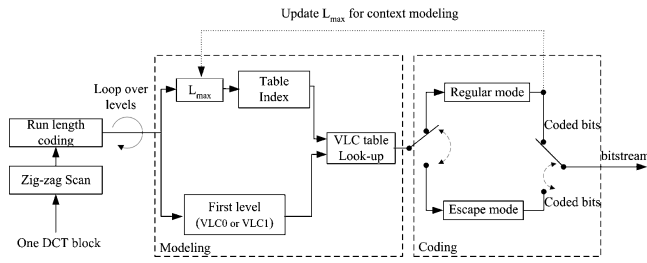 Update Lmax for context modeling
Loop over
levels
Lmax
Table
Index
Regular mode
Run length
coding
Coded bits
VLC table
Look-up
bitstream
Zig-zag Scan
First level
(VLC0 or VLC1)
Escape mode
Coded bits
One DCT block
Modeling
Coding